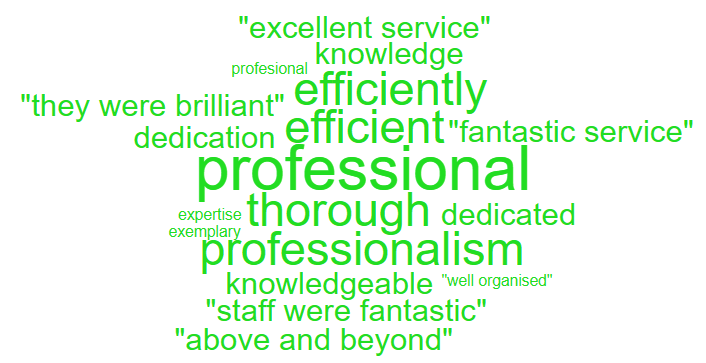 "excellent service"
knowledge
profesional
efficiently
"they were brilliant"
efficient
"fantastic service"
dedication
professional
thorough
expertise
dedicated
exemplary
professionalism
knowledgeable
"well organised"
"staff were fantastic"
"above and beyond"